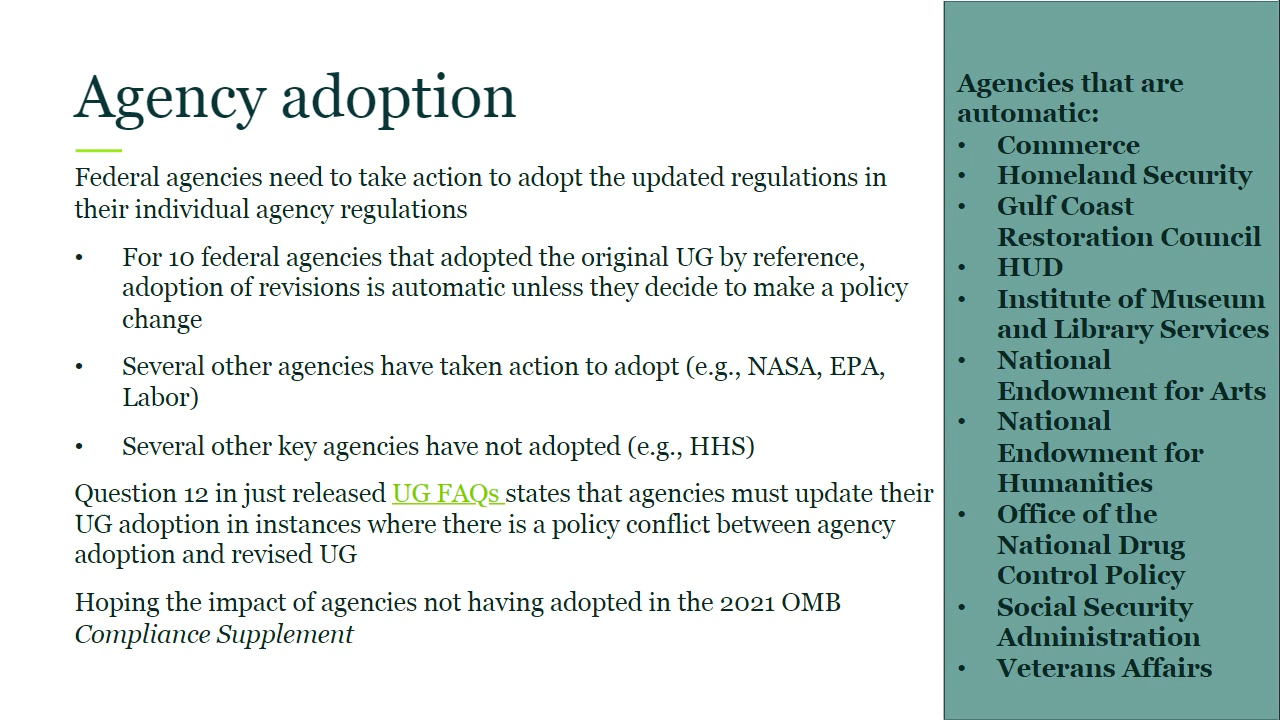 Agency adoption
Federal agencies need to take action to adopt the updated regulations in
their individual agency regulations
• For 10 federal agencies that adopted the original UG by reference,
adoption of revisions is automatic unless they decide to make a policy
change
• Several other agencies have taken action to adopt (e.g., NASA, EPA,
Labor)
• Several other key agencies have not adopted (e.g., HHS)
Question 12 in just released UG FAQs states that agencies must update their
UG adoption in instances where there is a policy conflict between agency
adoption and revised UG
Hoping the impact of agencies not having adopted in the 2021 OMB
Compliance Supplement
Agencies that are
automatic:
• Commerce
• Homeland Security
• Gulf Coast
Restoration Council
• HUD
• Institute of Museum
and Library Services
• National
Endowment for Arts
• National
Endowment for
Humanities
• Office of the
National Drug
Control Policy
• Social Security
Administration
• Veterans Affairs